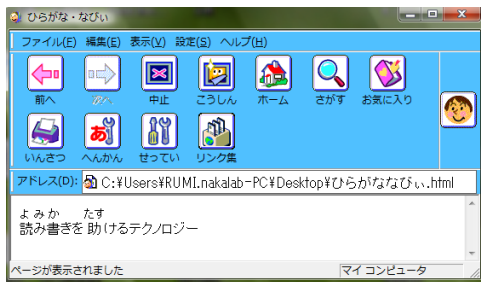 ひらがな・なびぃ
ファイル(F) 編集(E) 表示(V) 設定(S) ヘルプ(H)
前へ 次へ 中止 こうしん ホーム さがす お気に入り
あ
いんさつ へんかん せってい リンク集
アドレス(D): C:¥Users¥RUMI.nakalab-PC¥Desktop¥ひらがななびぃ.html
よみか たす
読み書きを 助けるテクノロジー
ページが表示されました マイ コンピュータ